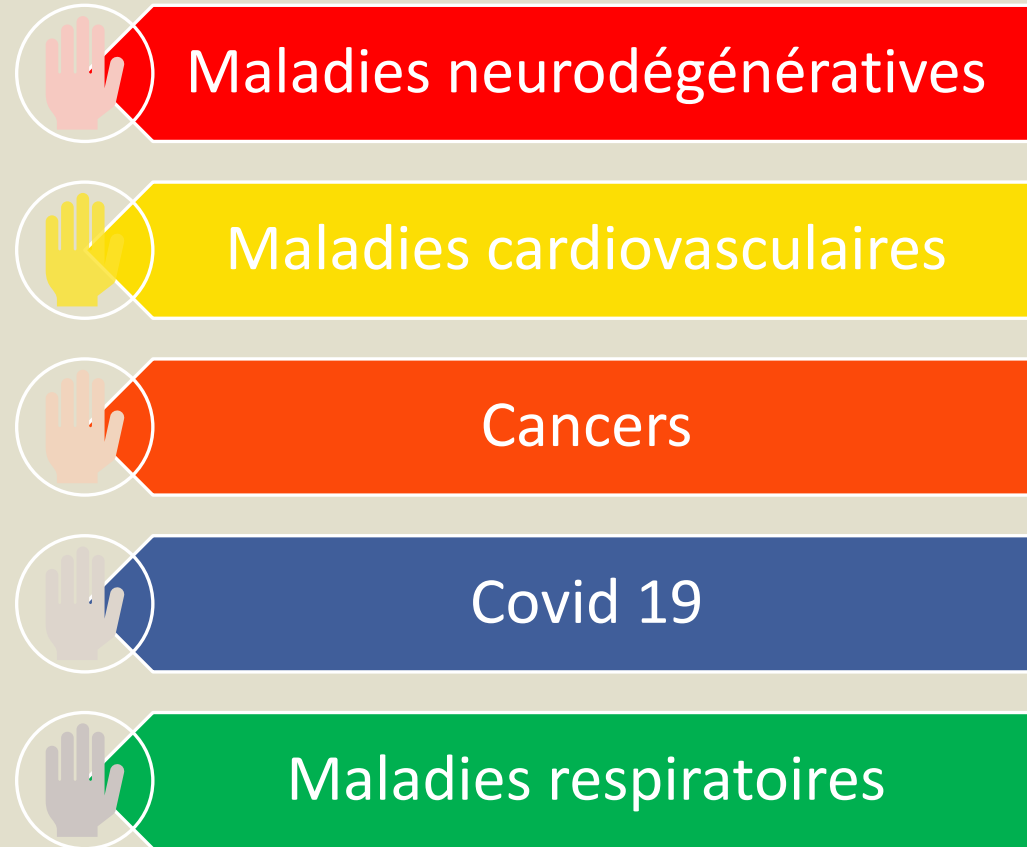 Maladies neurodégénératives
Maladies cardiovasculaires
Cancers
Covid 19
Maladies respiratoires